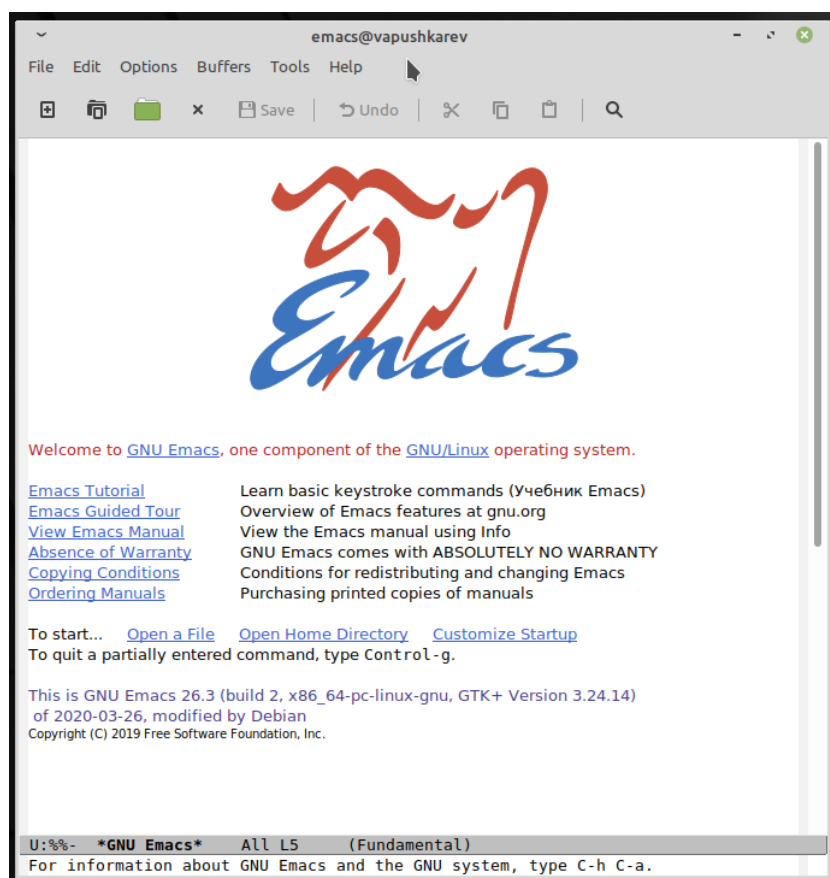 emacs@vapushkarev
File Edit Options Buffers Tools Help
Save Undo
Emacs
Welcome to GNU Emacs, one component of the GNU/Linux operating system.
Emacs Tutorial Learn basic keystroke commands (Учебник Emacs)
Emacs Guided Tour Overview of Emacs features at gnu.org
View Emacs Manual View the Emacs manual using Info
Absence of Warranty GNU Emacs comes with ABSOLUTELY NO WARRANTY
Copying Conditions Conditions for redistributing and changing Emacs
Ordering Manuals Purchasing printed copies of manuals
To start... Open a File Open Home Directory Customize Startup
To quit a partially entered command, type Control-g.
This is GNU Emacs 26.3 (build 2, x86_64-pc-linux-gnu, GTK+ Version 3.24.14)
of 2020-03-26, modified by Debian
Copyright (C) 2019 Free Software Foundation, Inc.
U:%%- *GNU Emacs* All L5 (Fundamental)
For information about GNU Emacs and the GNU system, type C-h C-a.